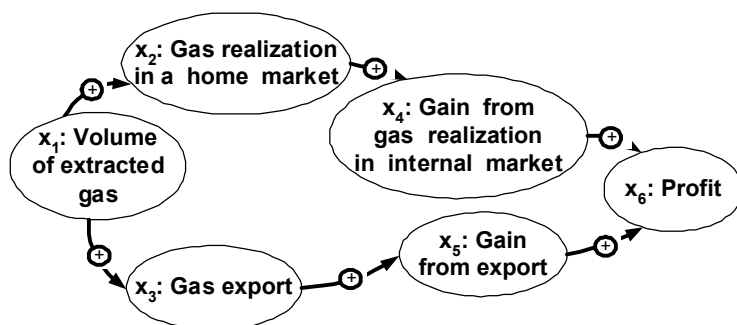 x2: Gas realization
in a home market
+
+
x4: Gain from
gas realization
in internal market
+
x1: Volume
of extracted
gas
x6: Profit
+
x3: Gas export
+
x5: Gain
from export
+